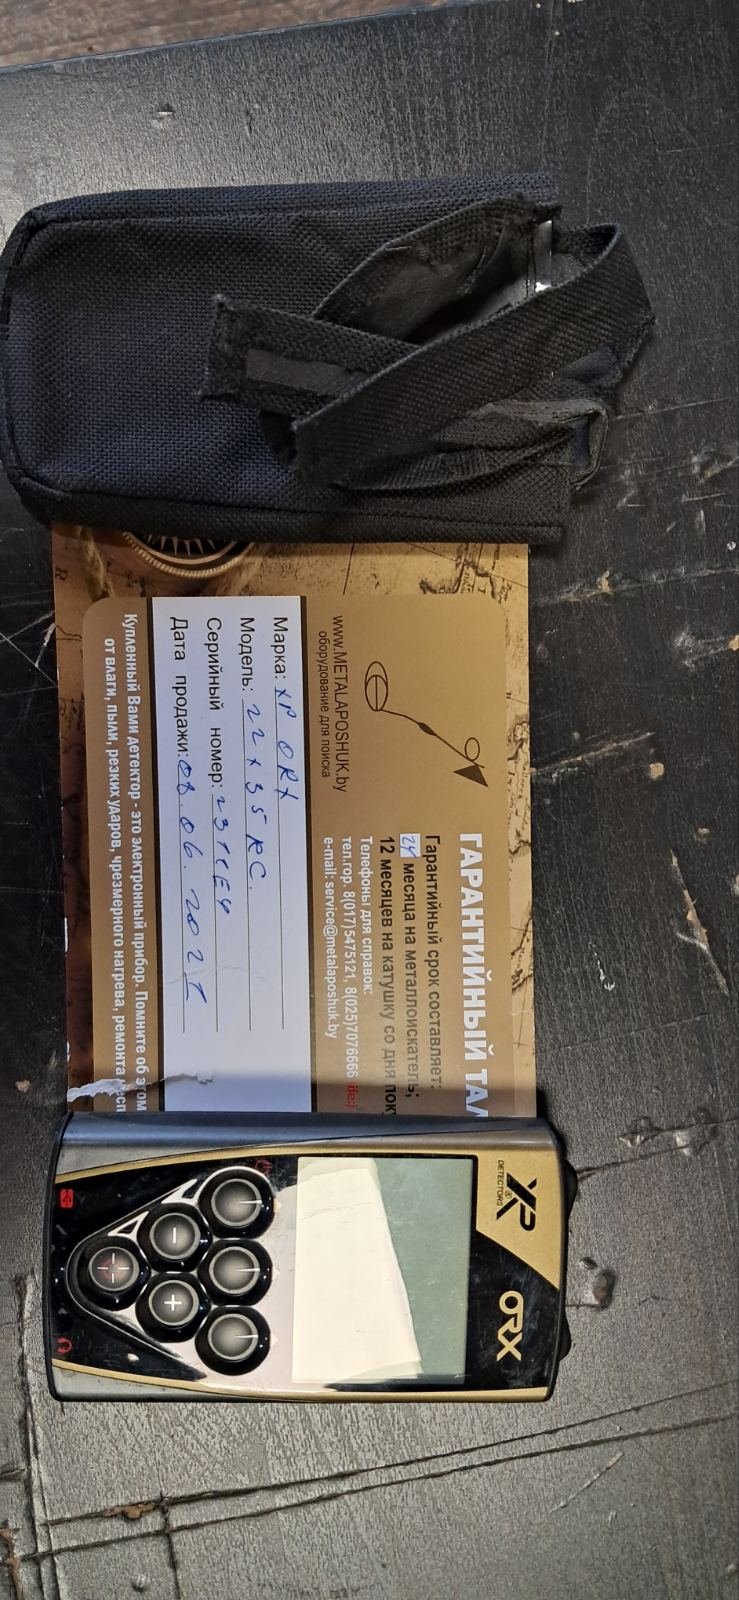 ГАРАНТИЙНЫЙ ТАЛ
Гарантийный срок составляет:
24 месяца на металлоискатель;
12 месяцев на катушку со дня пок
Телефоны для справок:
тел.гор. 8(017)5475121, 8(025)7076666 life:)
e-mail: service@metalaposhuk.by
www.METALAPOSHUK.by
оборудование для поиска
Марка: XP ORX
Модель: 22x35 RC.
Серийный номер:
Дата продажи: 08.06.202
Купленный Вами детектор - это электронный прибор. Помните об этом
от влаги, пыли, резких ударов, чрезмерного нагрева, ремонта
XP
DETECTORS
ORX
-
+